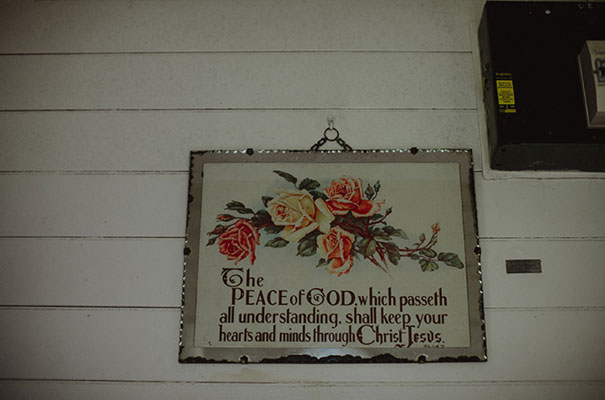 The
PEACE of GOD, which passeth
all understanding, shall keep your
hearts and minds through Christ Jesus.